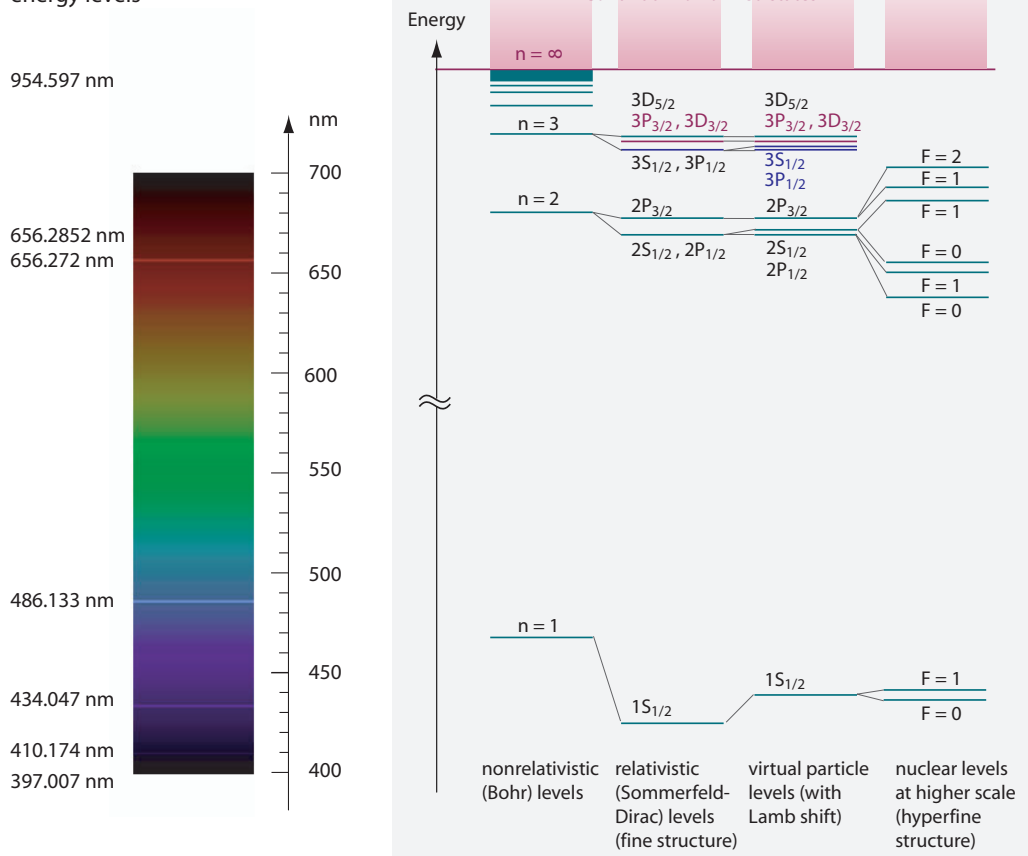 energy levels
954.597 nm
656.2852 nm
656.272 nm
486.133 nm
434.047 nm
410.174 nm
397.007 nm
nm
700
650
600
550
500
450
400
Energy
n = ∞
n = 3
n = 2
n = 1
3D5/2
3P3/2 , 3D3/2
3S1/2 , 3P1/2
2P3/2
2S1/2 , 2P1/2
1S1/2
3D5/2
3P3/2 , 3D3/2
3S1/2
3P1/2
2P3/2
2S1/2
2P1/2
1S1/2
F = 2
F = 1
F = 1
F = 0
F = 1
F = 0
F = 1
F = 0
nonrelativistic
(Bohr) levels
relativistic
(Sommerfeld-
Dirac) levels
(fine structure)
virtual particle
levels (with
Lamb shift)
nuclear levels
at higher scale
(hyperfine
structure)